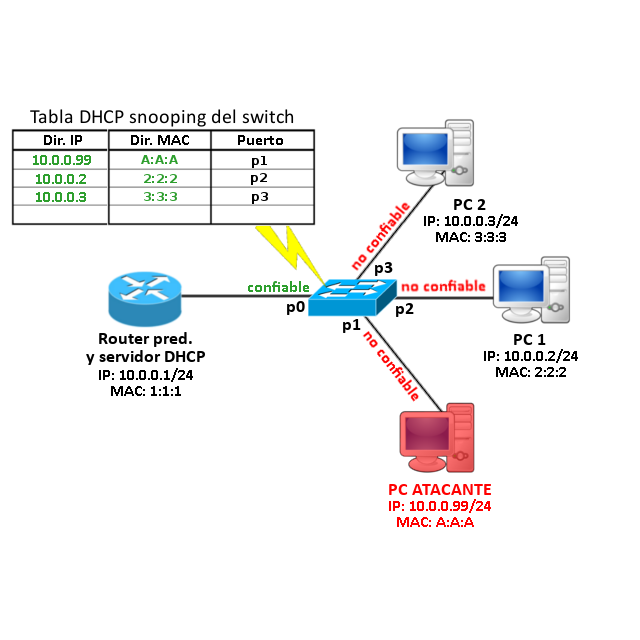 Tabla DHCP snooping del switch
Dir. IP Dir. MAC Puerto
10.0.0.99 A:A:A p1
10.0.0.2 2:2:2 p2
10.0.0.3 3:3:3 p3
PC 2
IP: 10.0.0.3/24
MAC: 3:3:3
no confiable
p3
confiable
p0
no confiable
p2
p1
Router pred.
y servidor DHCP
IP: 10.0.0.1/24
MAC: 1:1:1
PC 1
IP: 10.0.0.2/24
MAC: 2:2:2
no confiable
PC ATACANTE
IP: 10.0.0.99/24
MAC: A:A:A